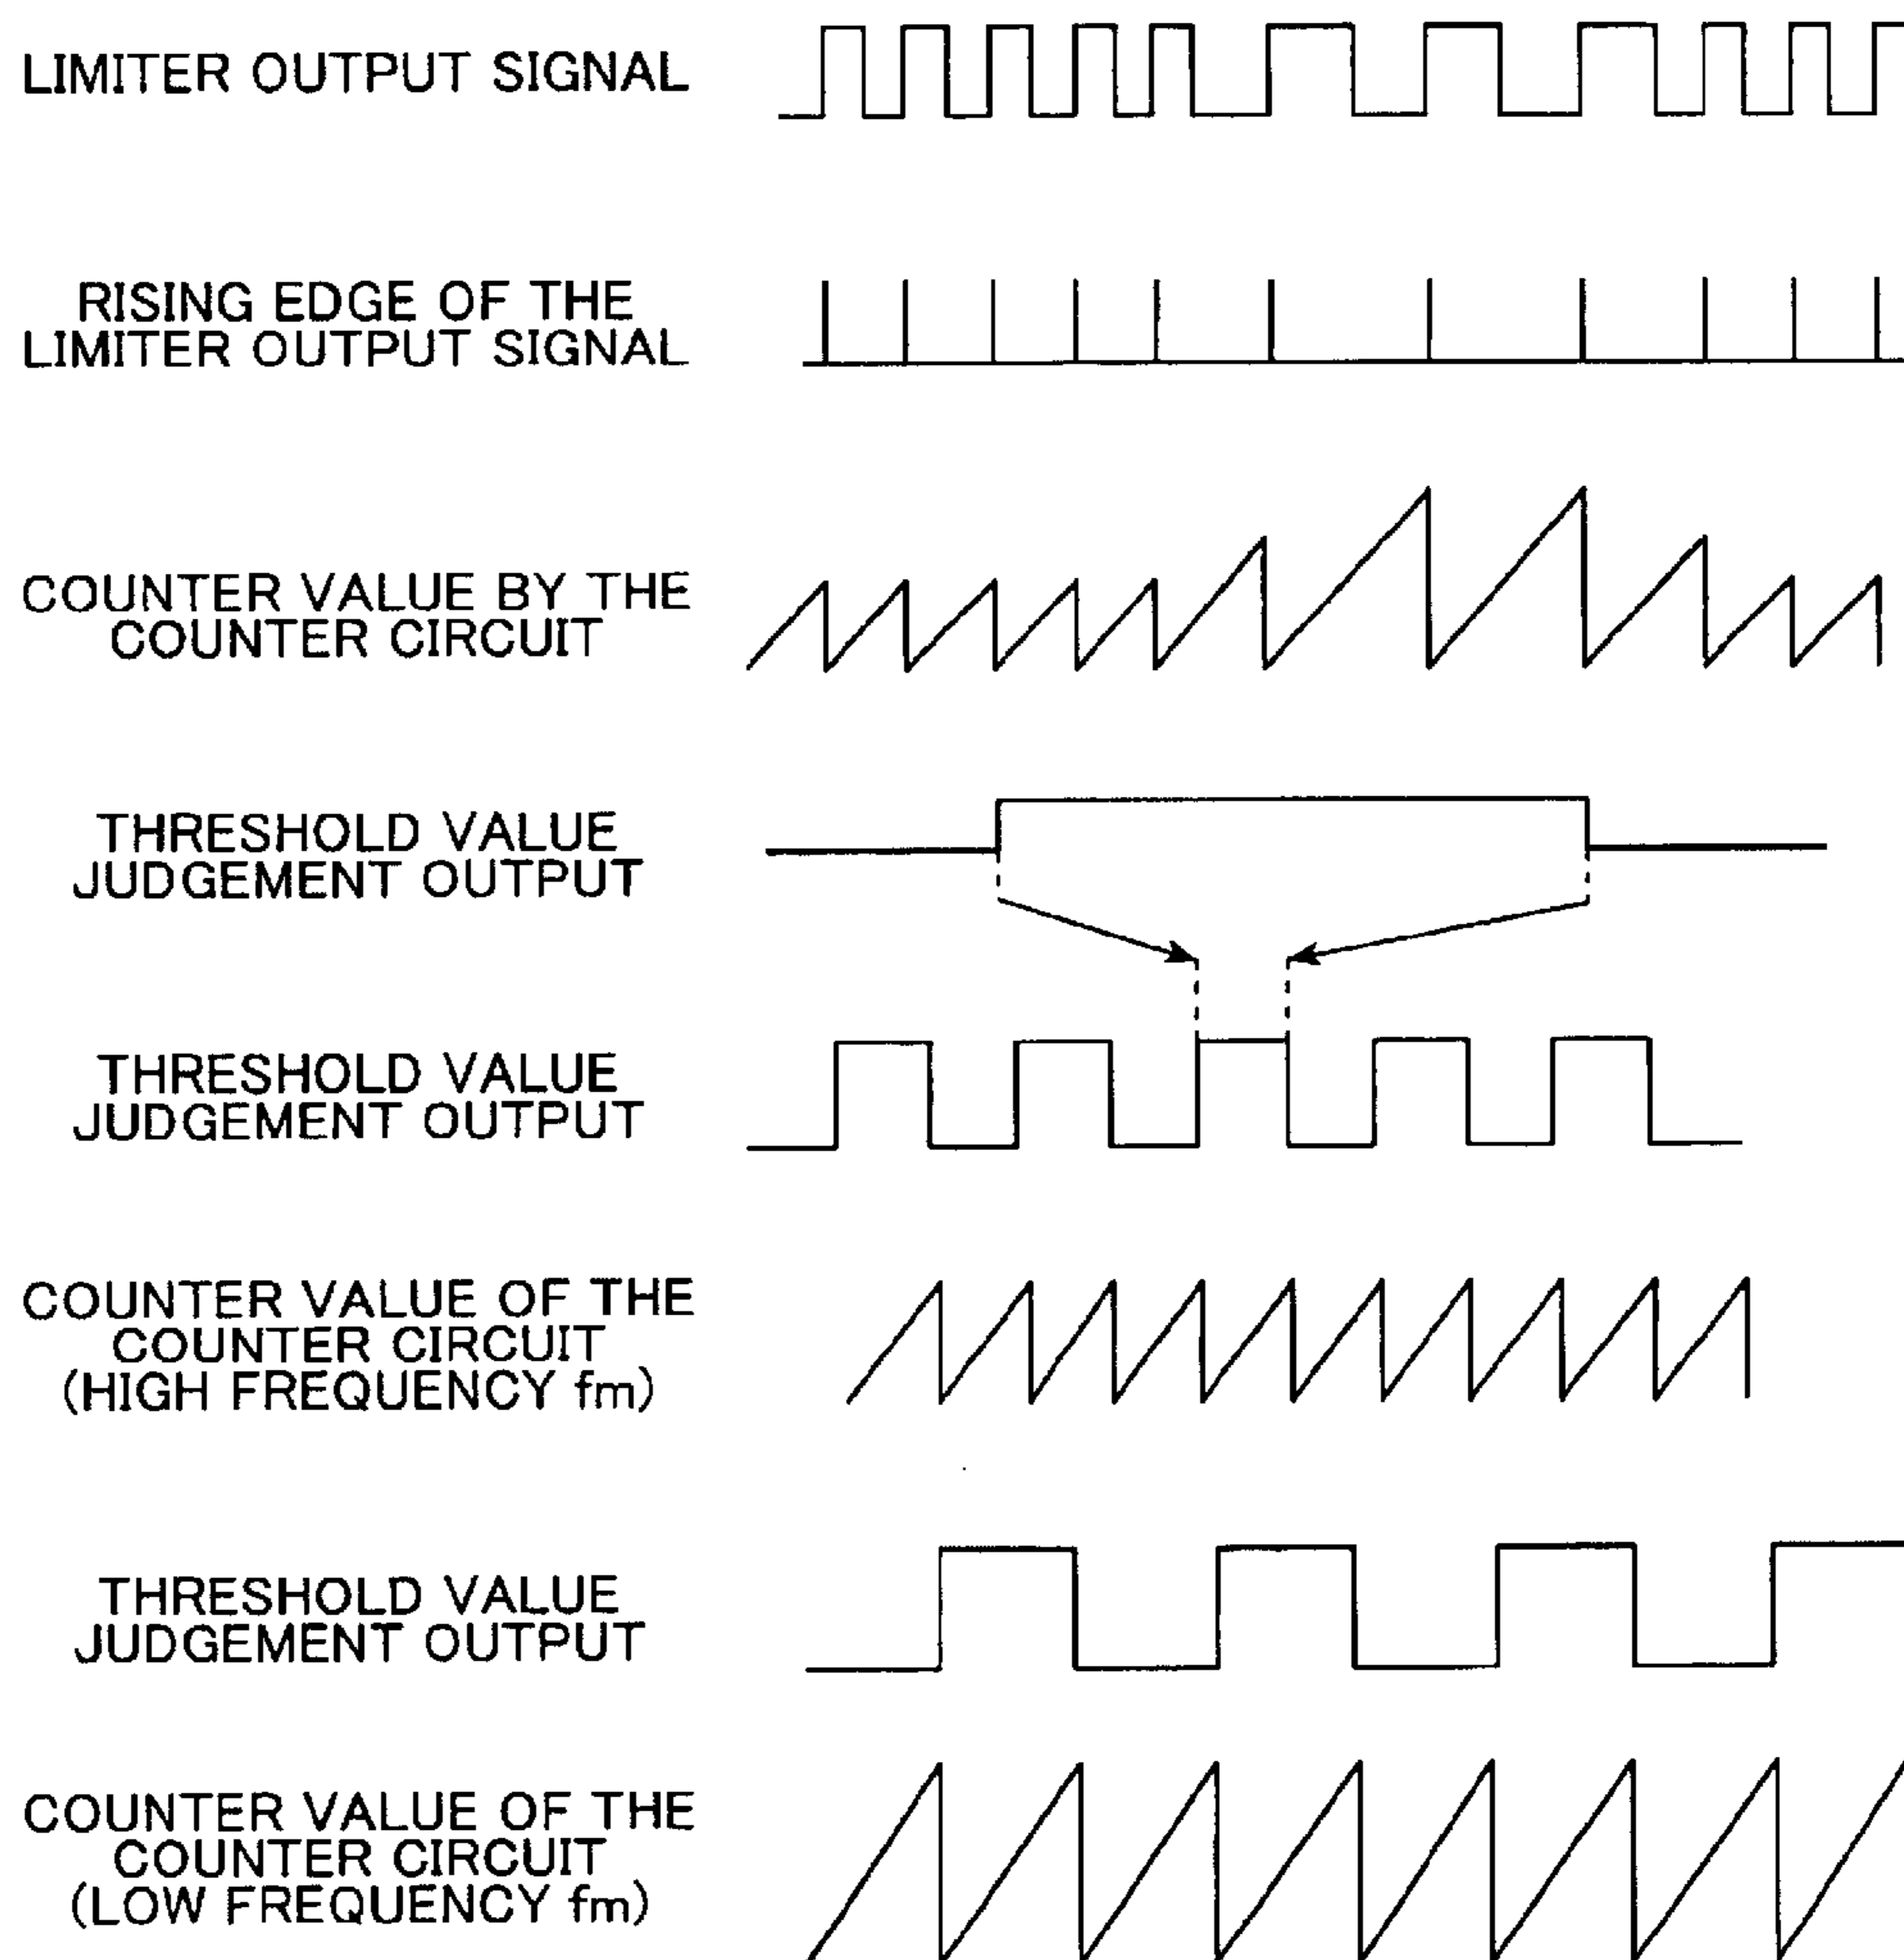 LIMITER OUTPUT SIGNAL
RISING EDGE OF THE
LIMITER OUTPUT SIGNAL
COUNTER VALUE BY THE
COUNTER CIRCUIT
THRESHOLD VALUE
JUDGEMENT OUTPUT
THRESHOLD VALUE
JUDGEMENT OUTPUT
COUNTER VALUE OF THE
COUNTER CIRCUIT
(HIGH FREQUENCY fm)
THRESHOLD VALUE
JUDGEMENT OUTPUT
COUNTER VALUE OF THE
COUNTER CIRCUIT
(LOW FREQUENCY fm)